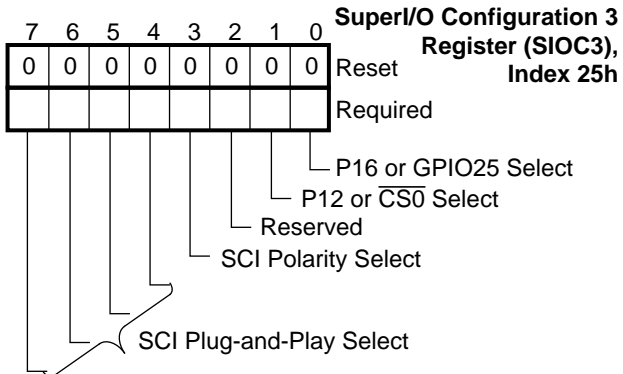 SuperI/O Configuration 3
Register (SIOC3),
Index 25h
7 6 5 4 3 2 1 0
0 0 0 0 0 0 0 0 Reset
Required
P16 or GPIO25 Select
P12 or C̅S̅0̅ Select
Reserved
SCI Polarity Select
SCI Plug-and-Play Select